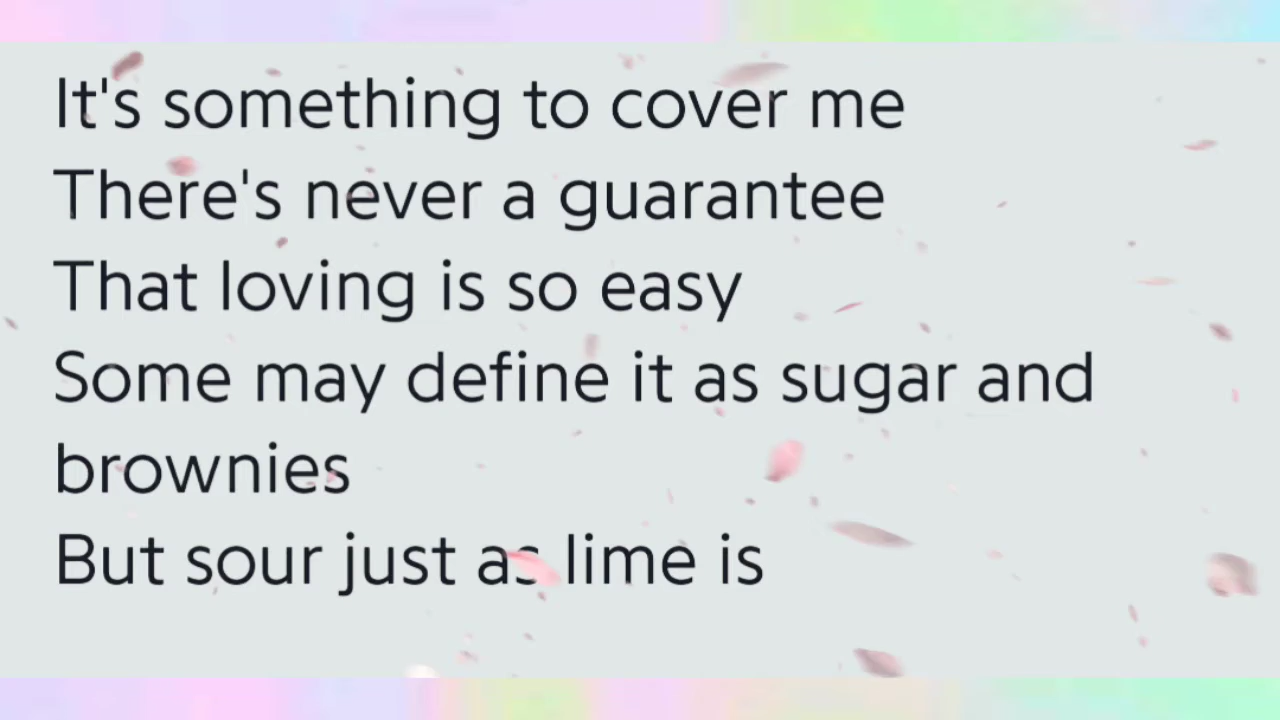 It's something to cover me
There's never a guarantee
That loving is so easy
Some may define it as sugar and
brownies
But sour just as lime is